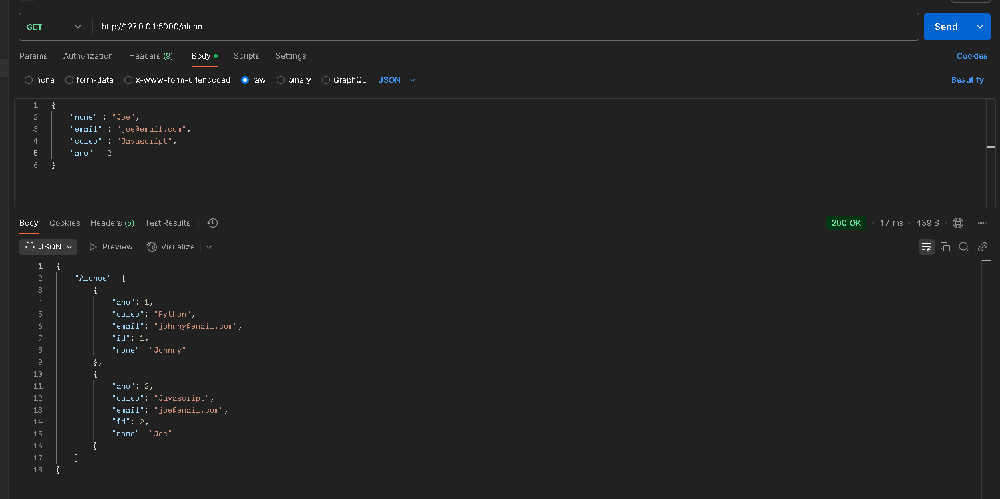 GET http://127.0.0.1:5000/aluno Send
Params Authorization Headers (9) Body Scripts Settings Cookies
none form-data x-www-form-urlencoded raw binary GraphQL JSON Beautify
1 {
2 "nome" : "Joe",
3 "email" : "joe@email.com",
4 "curso" : "Javascript",
5 "ano" : 2
6 }
Body Cookies Headers (5) Test Results 200 OK • 17 ms • 439 B •
{} JSON Preview Visualize
1 {
2 "Alunos": [
3 {
4 "ano": 1,
5 "curso": "Python",
6 "email": "johnny@email.com",
7 "id": 1,
8 "nome": "Johnny"
9 },
10 {
11 "ano": 2,
12 "curso": "Javascript",
13 "email": "joe@email.com",
14 "id": 2,
15 "nome": "Joe"
16 }
17 ]
18 }